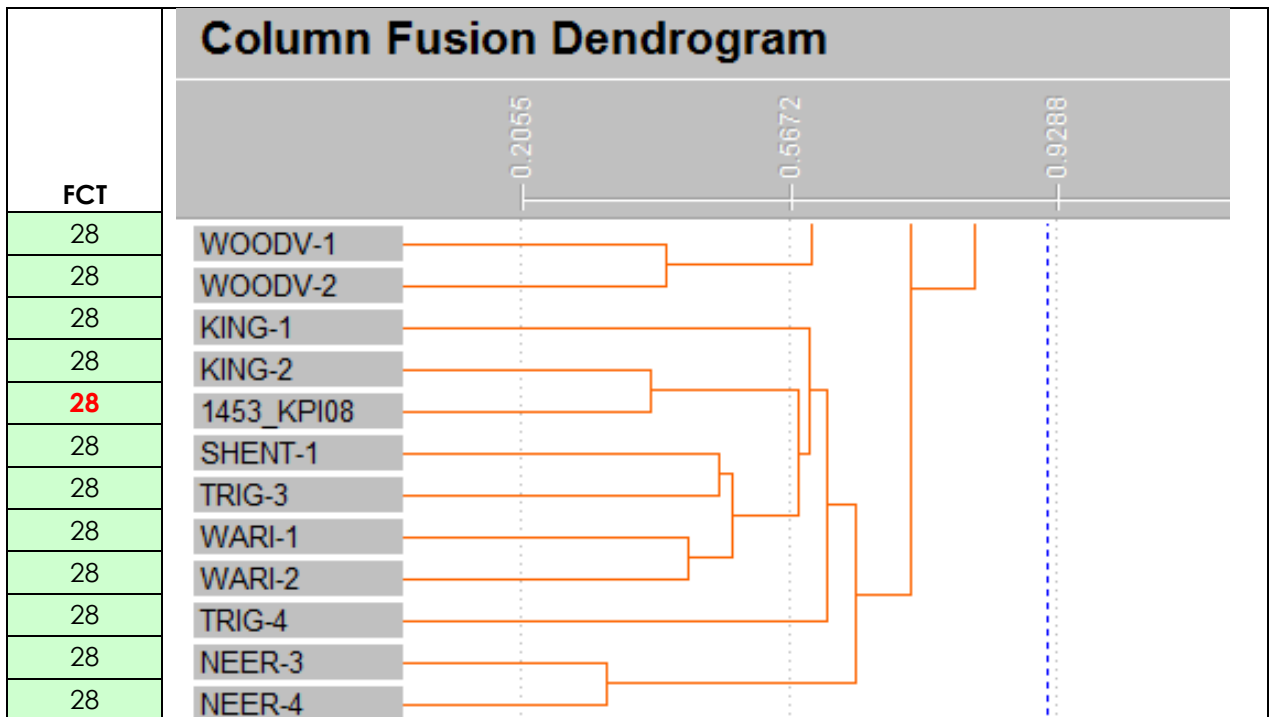 Column Fusion Dendrogram
0.2055
0.5672
0.9288
FCT
28 WOODV-1
28 WOODV-2
28 KING-1
28 KING-2
28 1453_KPI08
28 SHENT-1
28 TRIG-3
28 WARI-1
28 WARI-2
28 TRIG-4
28 NEER-3
28 NEER-4